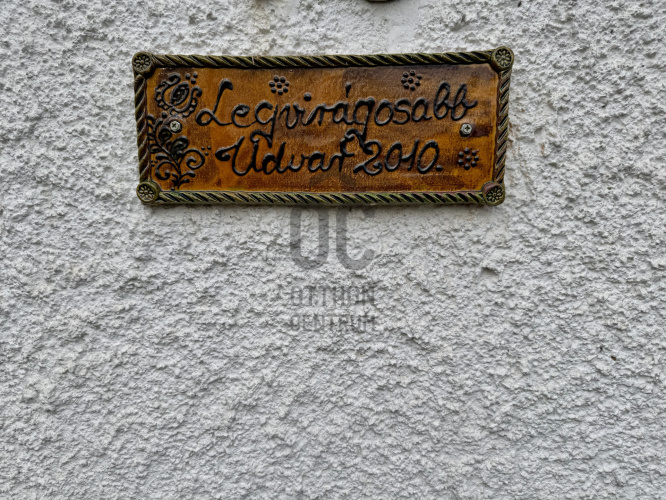 Legvirágosabb
Udvar 2010.
OC
OTTHON
CENTRUM